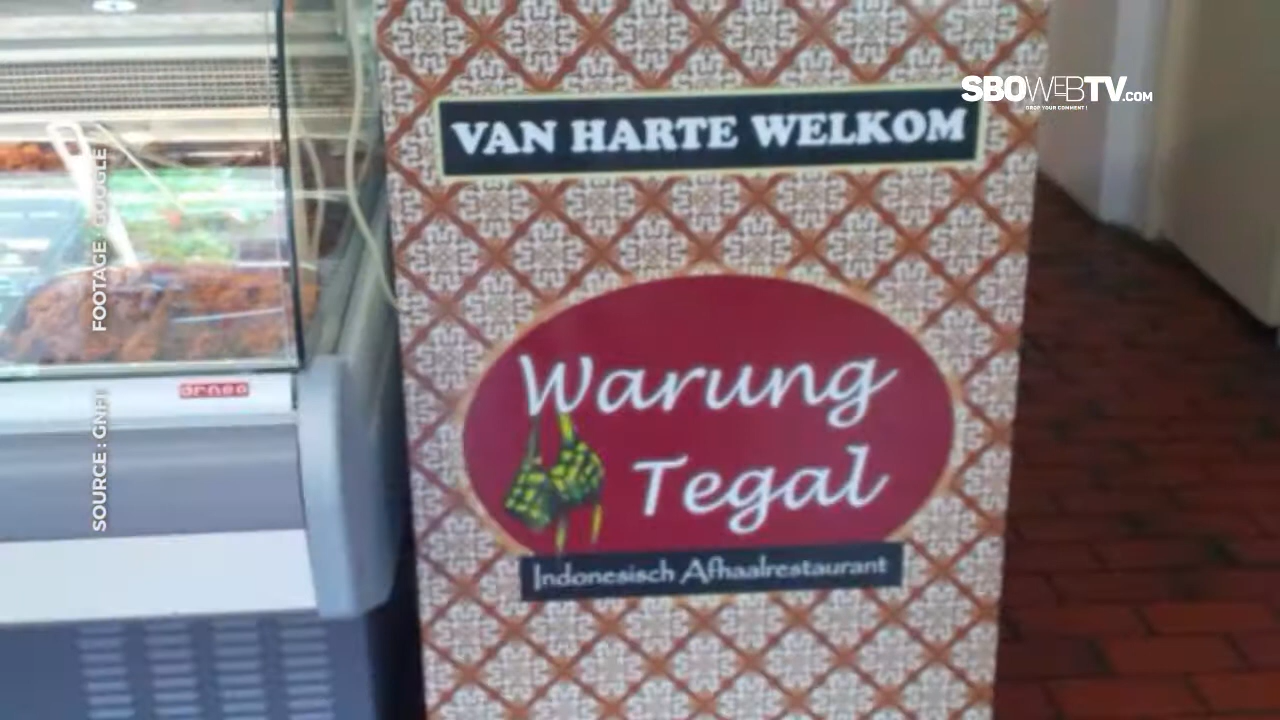 SBOWEBTV.COM
DROP YOUR COMMENT !
VAN HARTE WELKOM
Warung
Tegal
Indonesisch Afhaalrestaurant
FOOTAGE : GOOGLE
SOURCE : GNFI